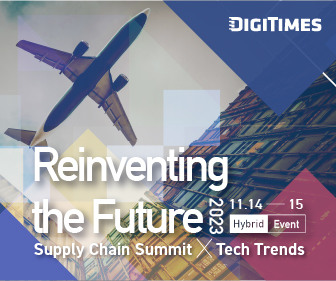 DIGITIMES
Reinventing
the Future 2023 11.14 — 15
Hybrid Event
Supply Chain Summit × Tech Trends